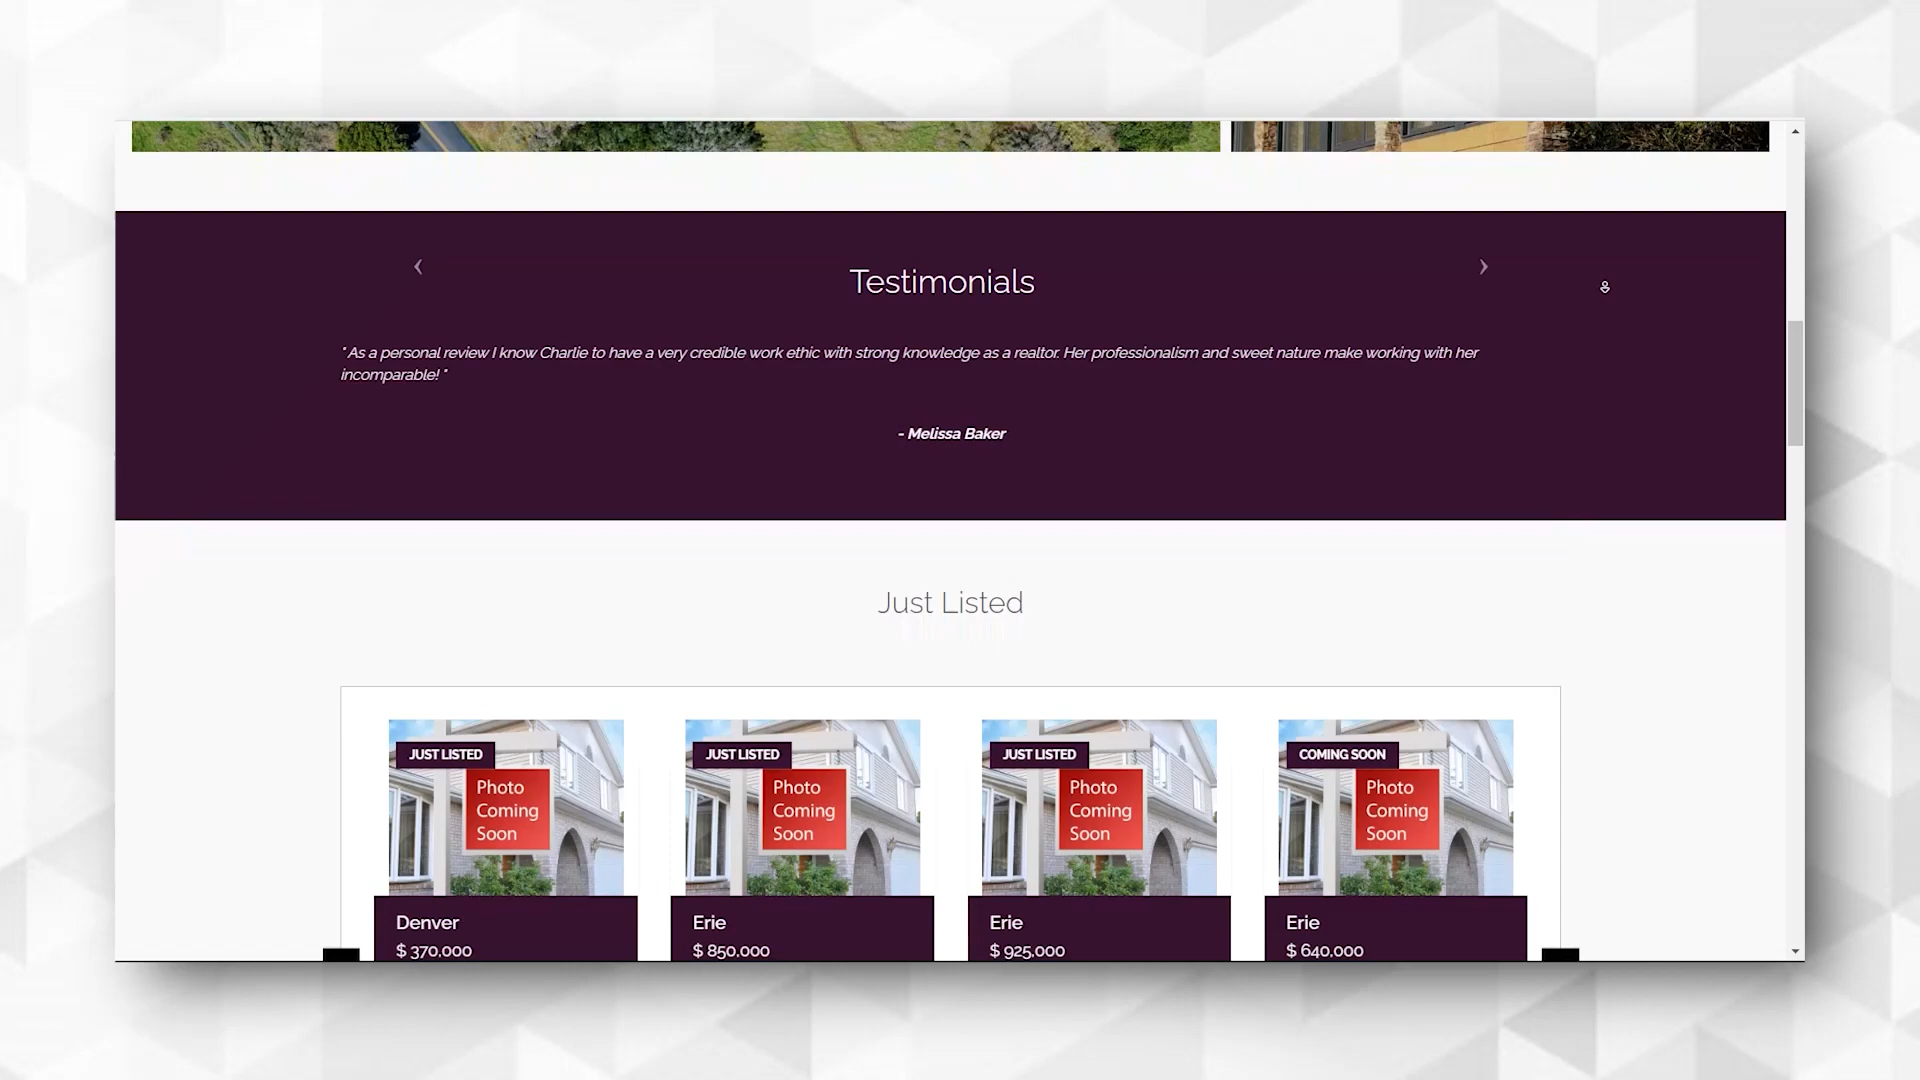 Testimonials
" As a personal review I know Charlie to have a very credible work ethic with strong knowledge as a realtor. Her professionalism and sweet nature make working with her
incomparable! "
- Melissa Baker
Just Listed
JUST LISTED
Photo
Coming
Soon
Denver
$ 370,000
JUST LISTED
Photo
Coming
Soon
Erie
$ 850,000
JUST LISTED
Photo
Coming
Soon
Erie
$ 925,000
COMING SOON
Photo
Coming
Soon
Erie
$ 640,000